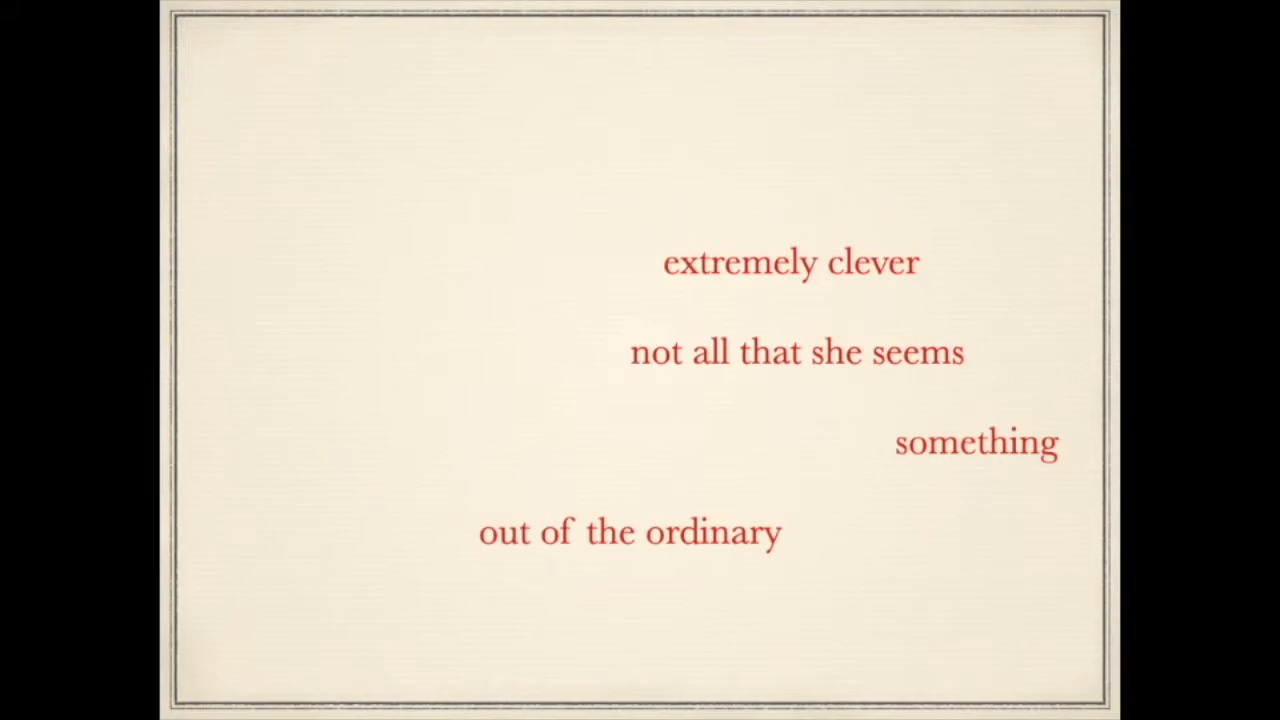 extremely clever
not all that she seems
something
out of the ordinary